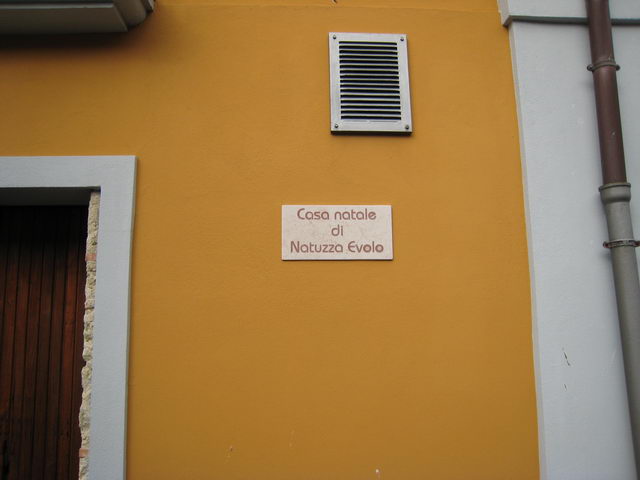 Casa natale
di
Natuzza Evolo